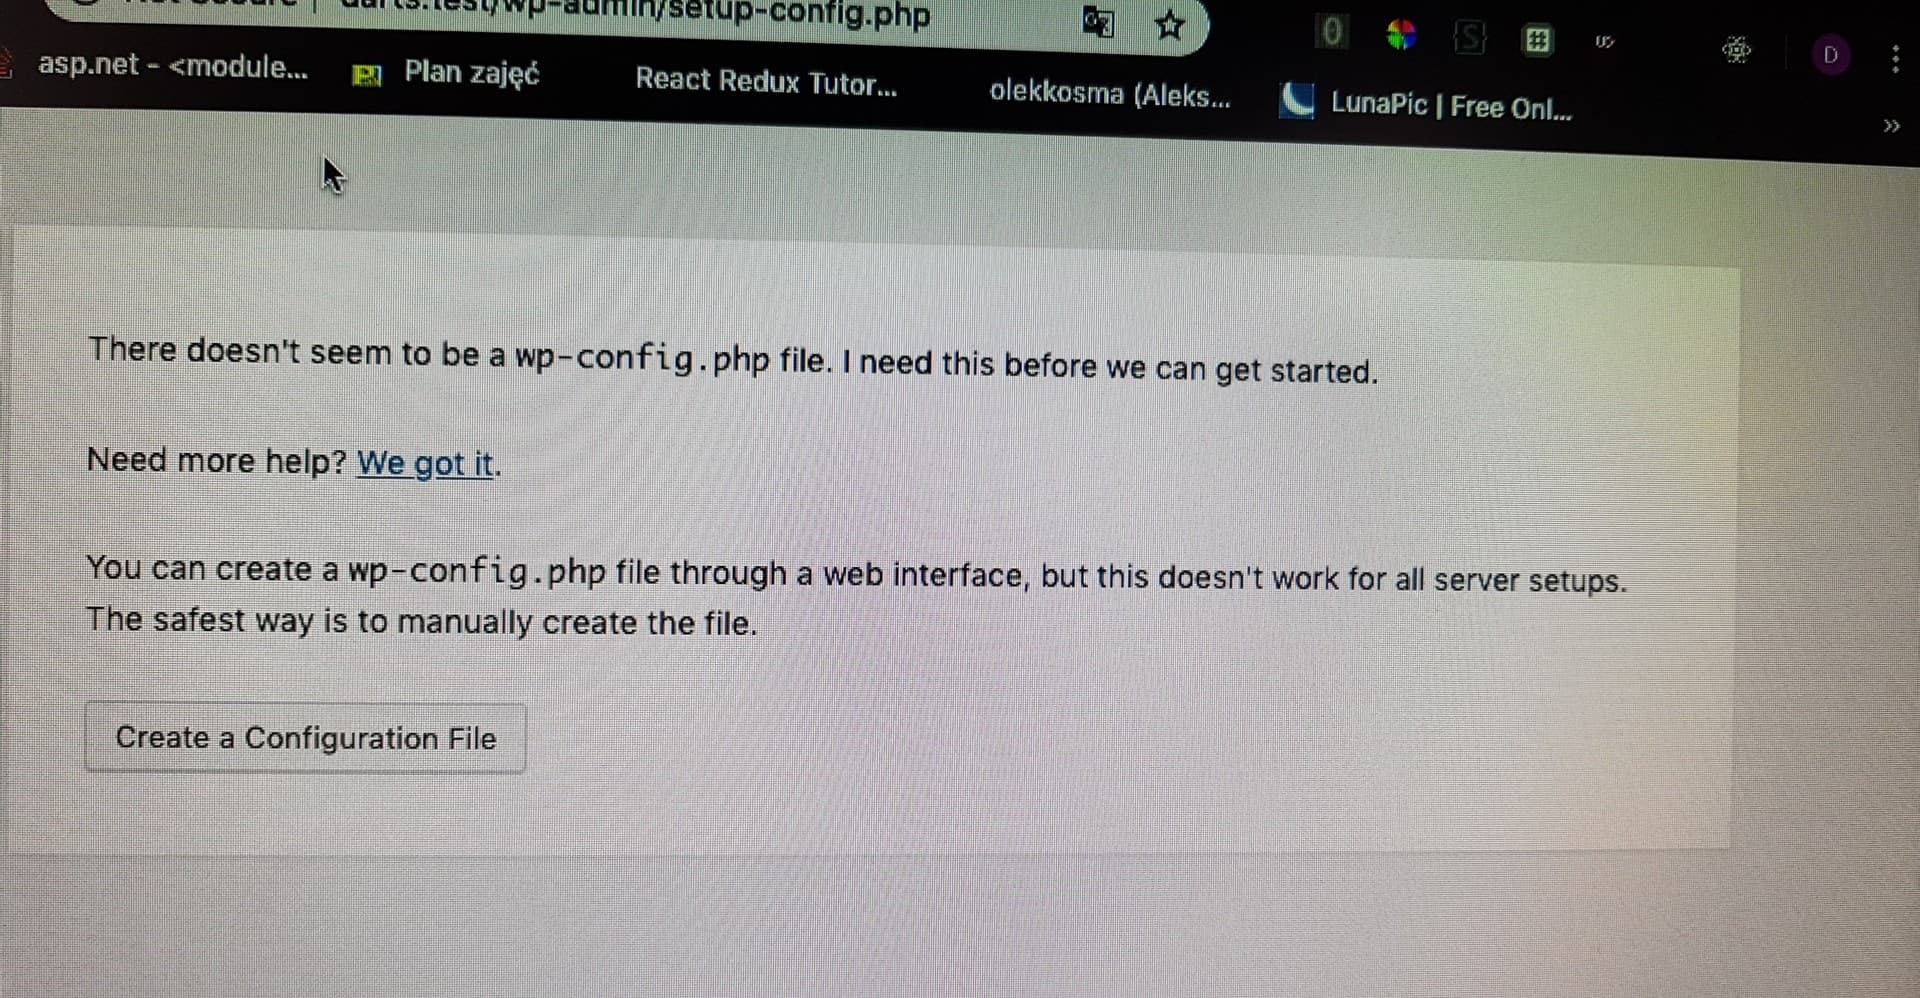 /wp-admin/setup-config.php
asp.net - <module...
Plan zajęć
React Redux Tutor...
olekkosma (Aleks...
LunaPic | Free Onl...
D
»
There doesn't seem to be a wp-config.php file. I need this before we can get started.
Need more help? We got it.
You can create a wp-config.php file through a web interface, but this doesn't work for all server setups.
The safest way is to manually create the file.
Create a Configuration File